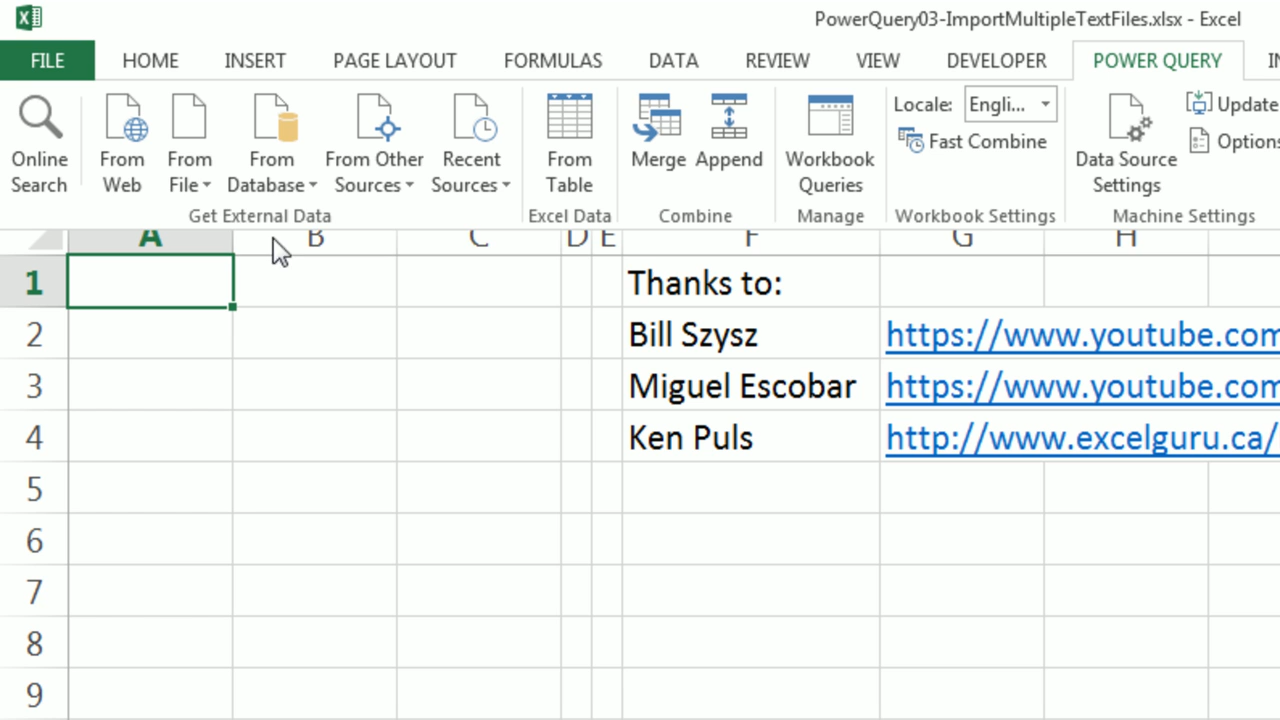 PowerQuery03-ImportMultipleTextFiles.xlsx - Excel
FILE HOME INSERT PAGE LAYOUT FORMULAS DATA REVIEW VIEW DEVELOPER POWER QUERY
Online Search
From Web
From File
From Database
From Other Sources
Recent Sources
Get External Data
From Table
Excel Data
Merge
Append
Combine
Workbook Queries
Manage
Locale: Engli...
Fast Combine
Workbook Settings
Data Source Settings
Update
Options
Machine Settings
A B C D E F G H
1 Thanks to:
2 Bill Szysz https://www.youtube.com
3 Miguel Escobar https://www.youtube.com
4 Ken Puls http://www.excelguru.ca/
5
6
7
8
9